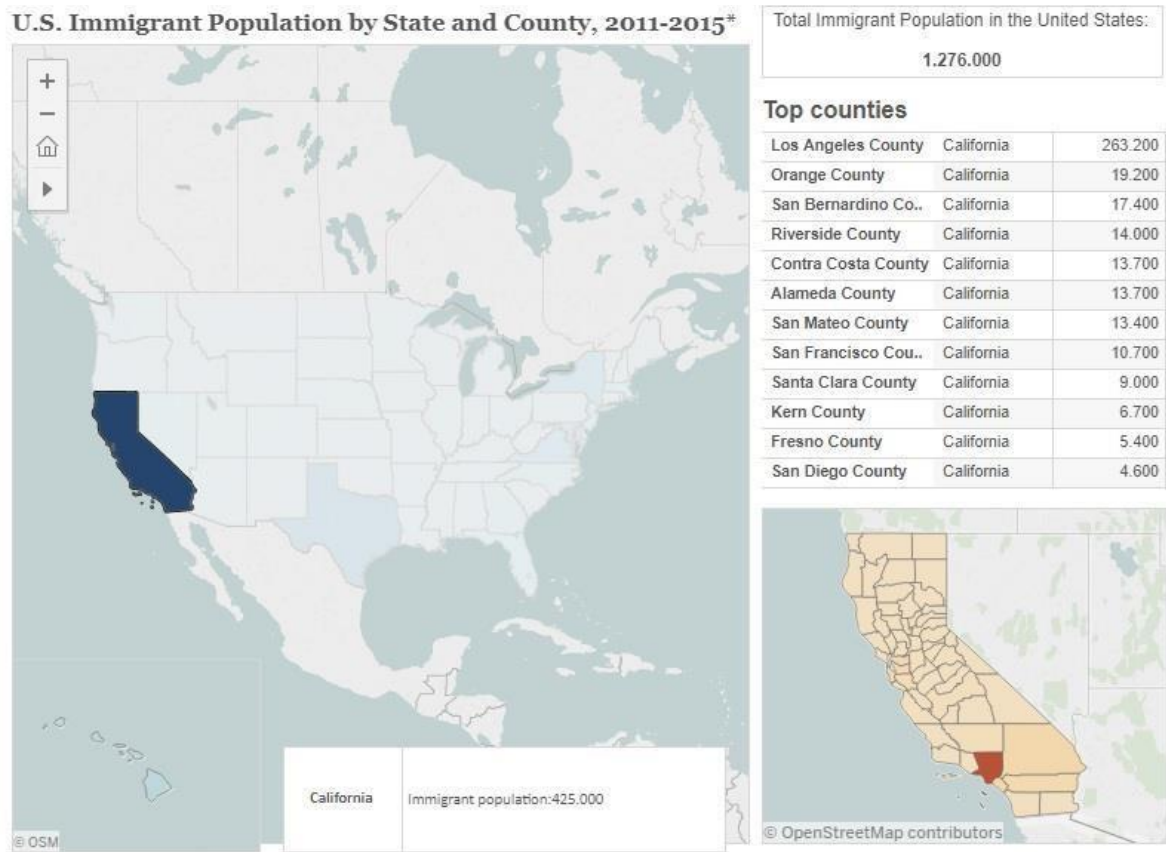 U.S. Immigrant Population by State and County, 2011-2015*
Total Immigrant Population in the United States:
1.276.000
Top counties
Los Angeles County California 263.200
Orange County California 19.200
San Bernardino Co.. California 17.400
Riverside County California 14.000
Contra Costa County California 13.700
Alameda County California 13.700
San Mateo County California 13.400
San Francisco Cou.. California 10.700
Santa Clara County California 9.000
Kern County California 6.700
Fresno County California 5.400
San Diego County California 4.600
California Immigrant population:425.000
© OSM
© OpenStreetMap contributors